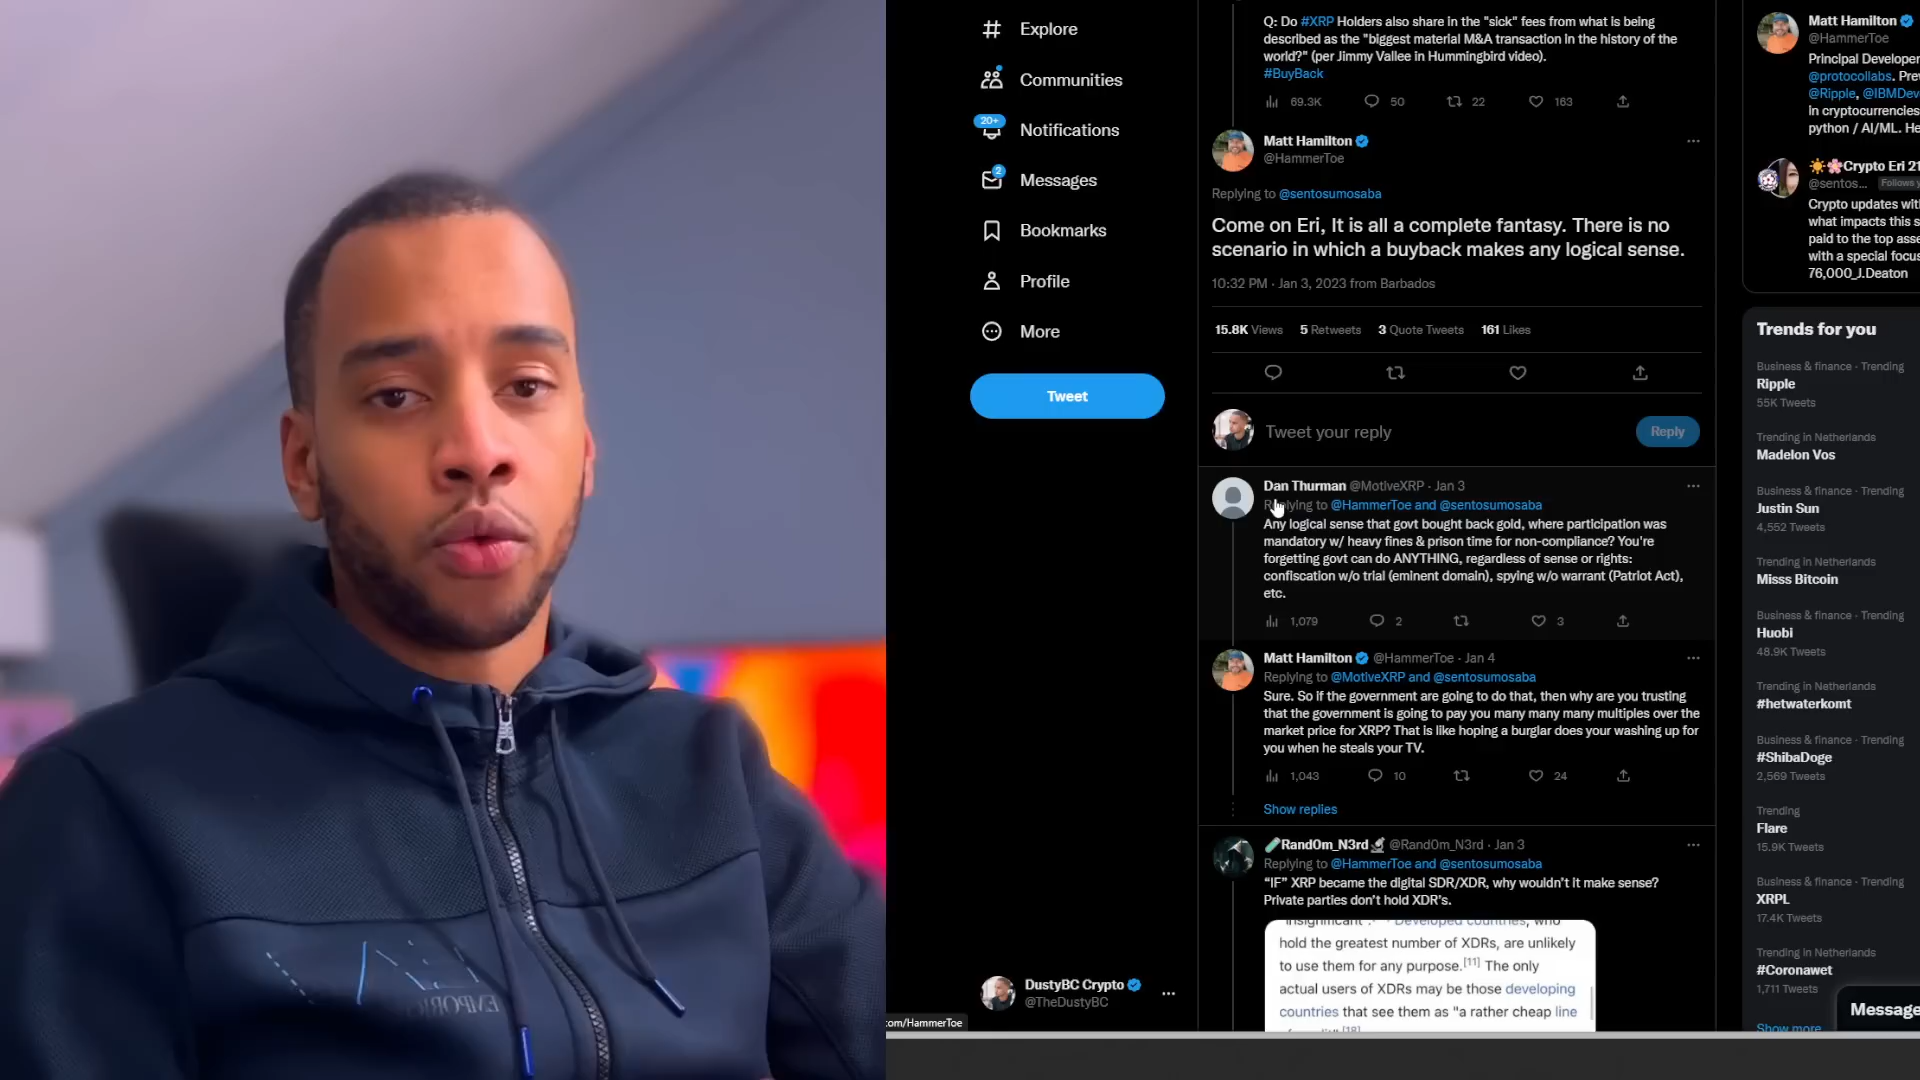 Explore
Communities
20+
Notifications
2
Messages
Bookmarks
Profile
More
Tweet
DustyBC Crypto
@TheDustyBC
com/HammerToe
Q: Do #XRP Holders also share in the "sick" fees from what is being
described as the "biggest material M&A transaction in the history of the
world?" (per Jimmy Vallee in Hummingbird video).
#BuyBack
69.3K 50 22 163
Matt Hamilton
@HammerToe
Replying to @sentosumosaba
Come on Eri, It is all a complete fantasy. There is no
scenario in which a buyback makes any logical sense.
10:32 PM · Jan 3, 2023 from Barbados
15.8K Views 5 Retweets 3 Quote Tweets 161 Likes
Tweet your reply
Reply
Dan Thurman @MotiveXRP · Jan 3
Replying to @HammerToe and @sentosumosaba
Any logical sense that govt bought back gold, where participation was
mandatory w/ heavy fines & prison time for non-compliance? You're
forgetting govt can do ANYTHING, regardless of sense or rights:
confiscation w/o trial (eminent domain), spying w/o warrant (Patriot Act),
etc.
1,079 2 3
Matt Hamilton @HammerToe · Jan 4
Replying to @MotiveXRP and @sentosumosaba
Sure. So if the government are going to do that, then why are you trusting
that the government is going to pay you many many many multiples over the
market price for XRP? That is like hoping a burglar does your washing up for
you when he steals your TV.
1,043 10 24
Show replies
Rand0m_N3rd @Rand0m_N3rd · Jan 3
Replying to @HammerToe and @sentosumosaba
“IF” XRP became the digital SDR/XDR, why wouldn’t it make sense?
Private parties don’t hold XDR’s.
Developed countries, who
hold the greatest number of XDRs, are unlikely
to use them for any purpose.[11] The only
actual users of XDRs may be those developing
countries that see them as "a rather cheap line
Matt Hamilton
@HammerToe
Principal Developer
@protocollabs. Prev
@Ripple, @IBMDev
in cryptocurrencies
python / AI/ML. He
Crypto Eri 21
@sentos... Follows y
Crypto updates with
what impacts this s
paid to the top asse
with a special focus
76,000_J.Deaton
Trends for you
Business & finance · Trending
Ripple
55K Tweets
Trending in Netherlands
Madelon Vos
Business & finance · Trending
Justin Sun
4,552 Tweets
Trending in Netherlands
Misss Bitcoin
Business & finance · Trending
Huobi
48.9K Tweets
Trending in Netherlands
#hetwaterkomt
Business & finance · Trending
#ShibaDoge
2,569 Tweets
Trending
Flare
15.9K Tweets
Business & finance · Trending
XRPL
17.4K Tweets
Trending in Netherlands
#Coronawet
1,711 Tweets
Show more
Message
EMPORIO